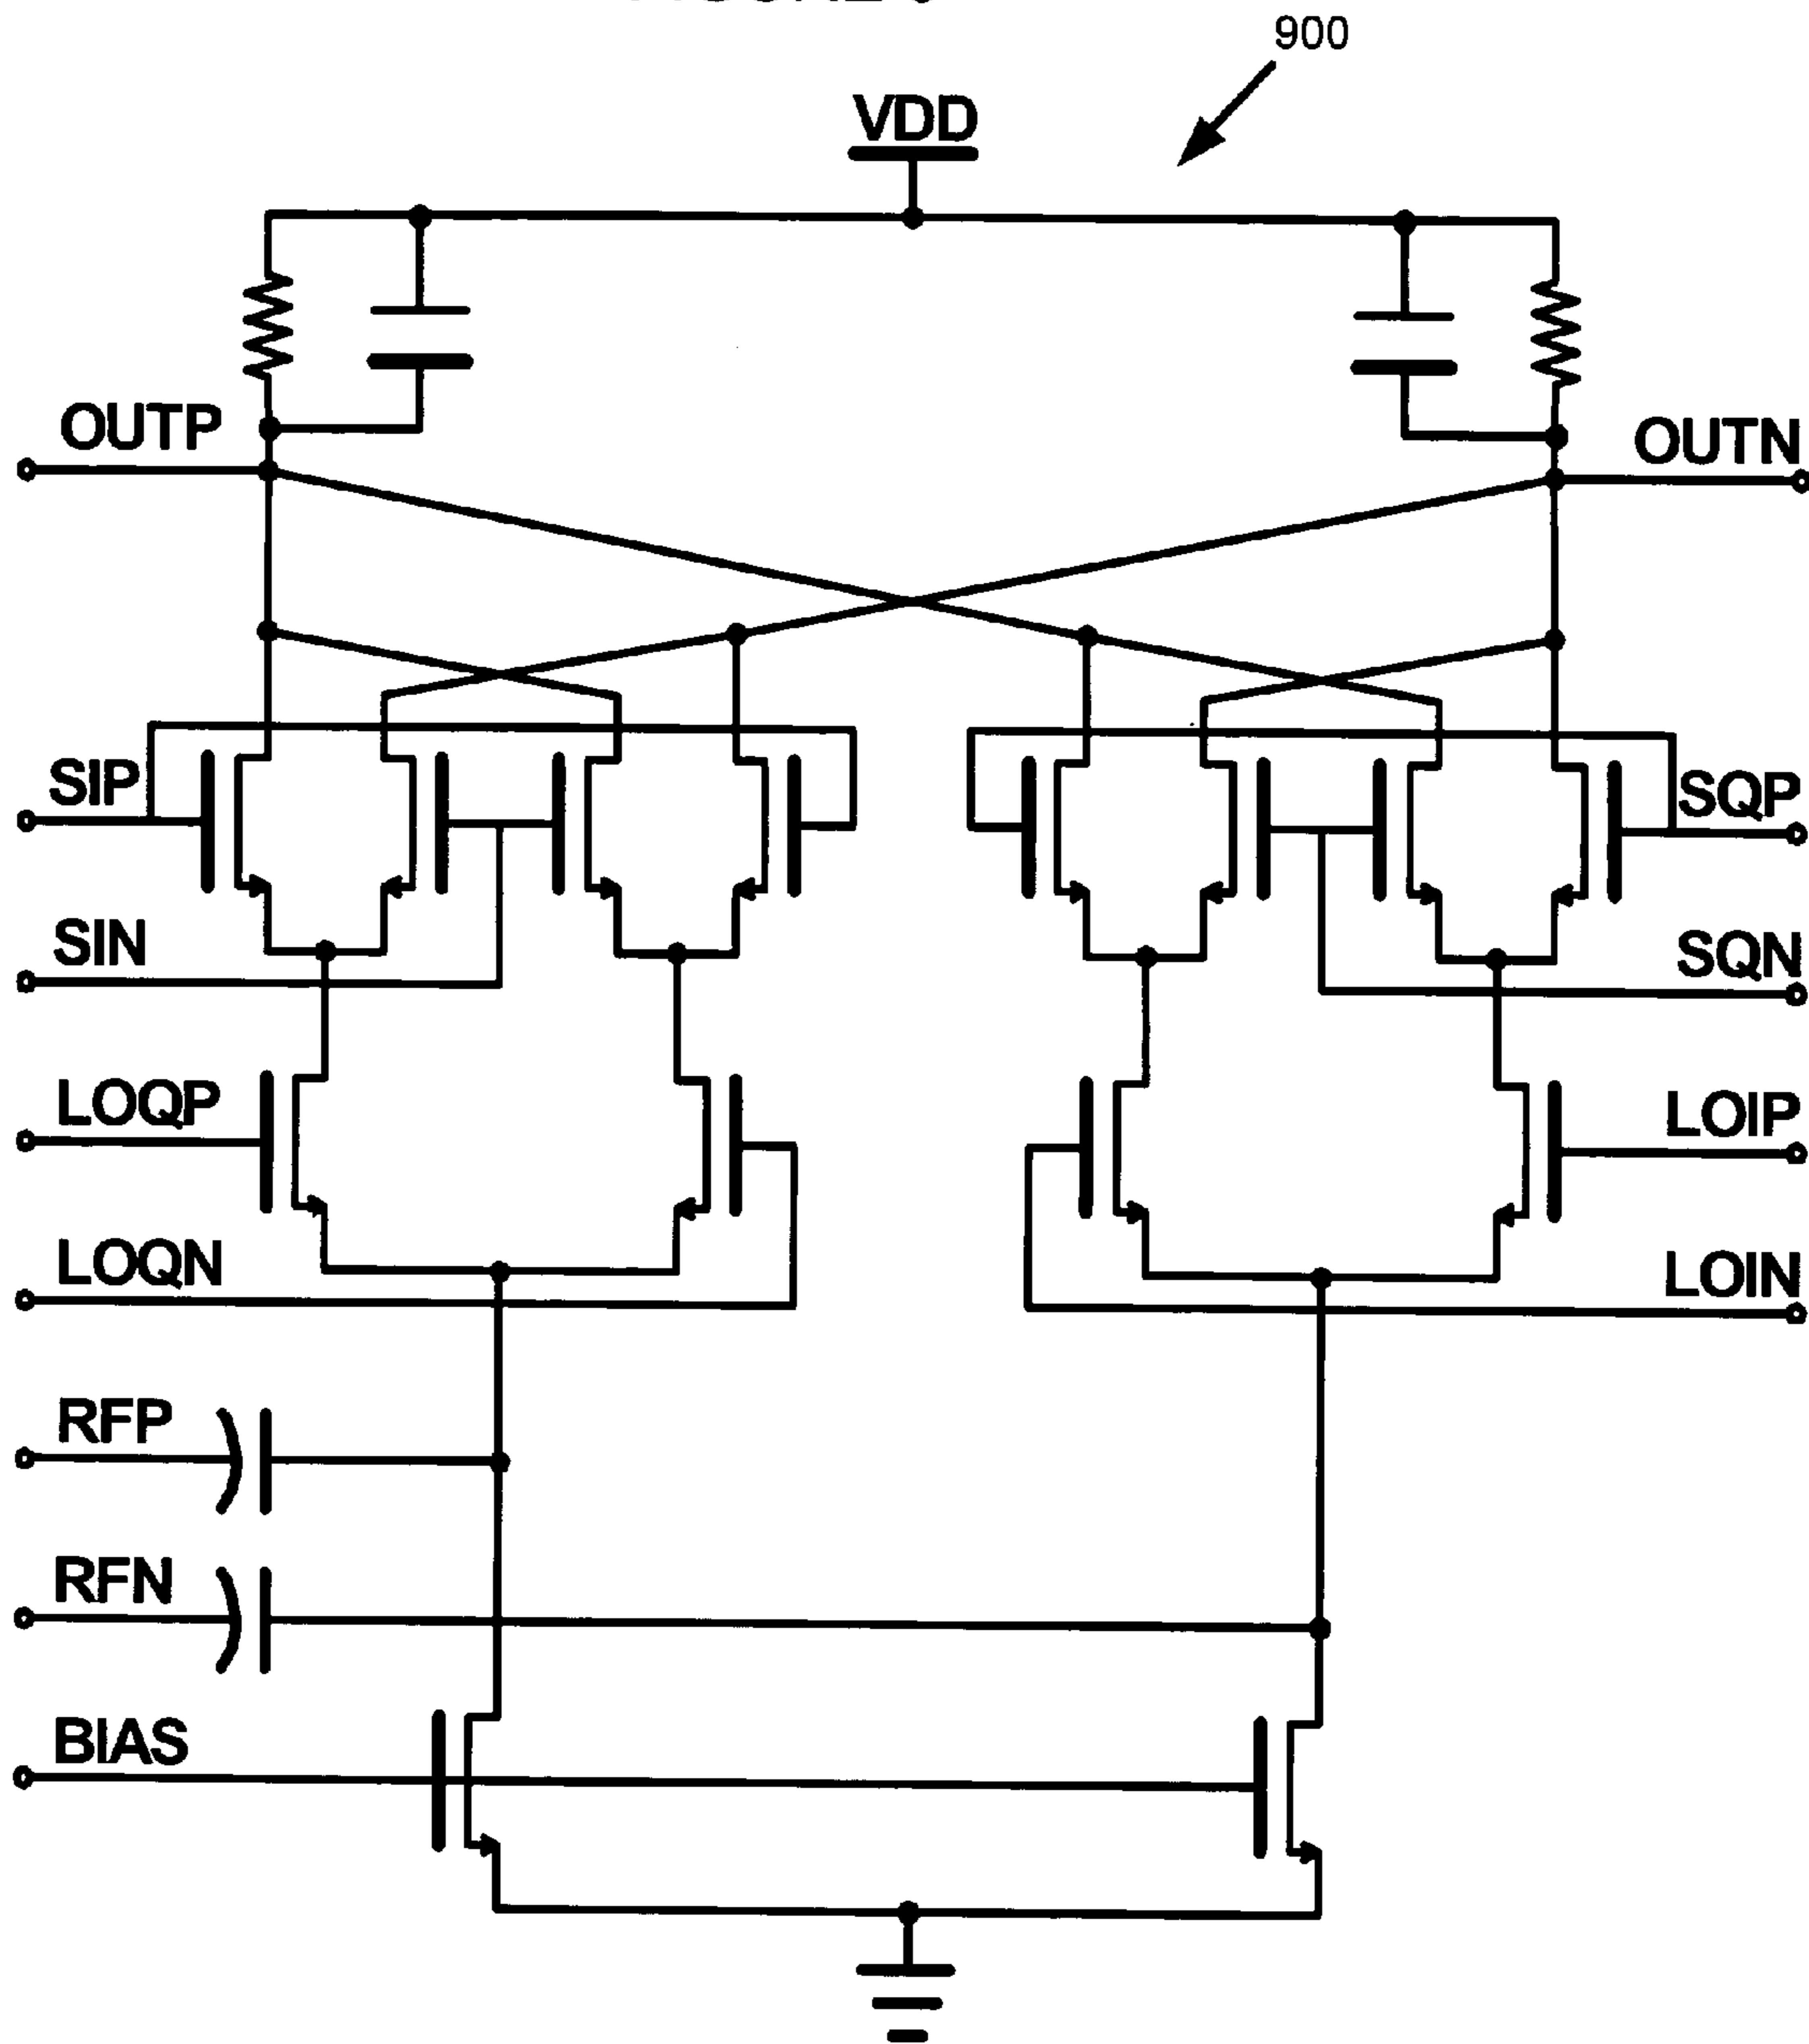 900
VDD
OUTP
OUTN
SIP
SQP
SIN
SQN
LOQP
LOIP
LOQN
LOIN
RFP
RFN
BIAS